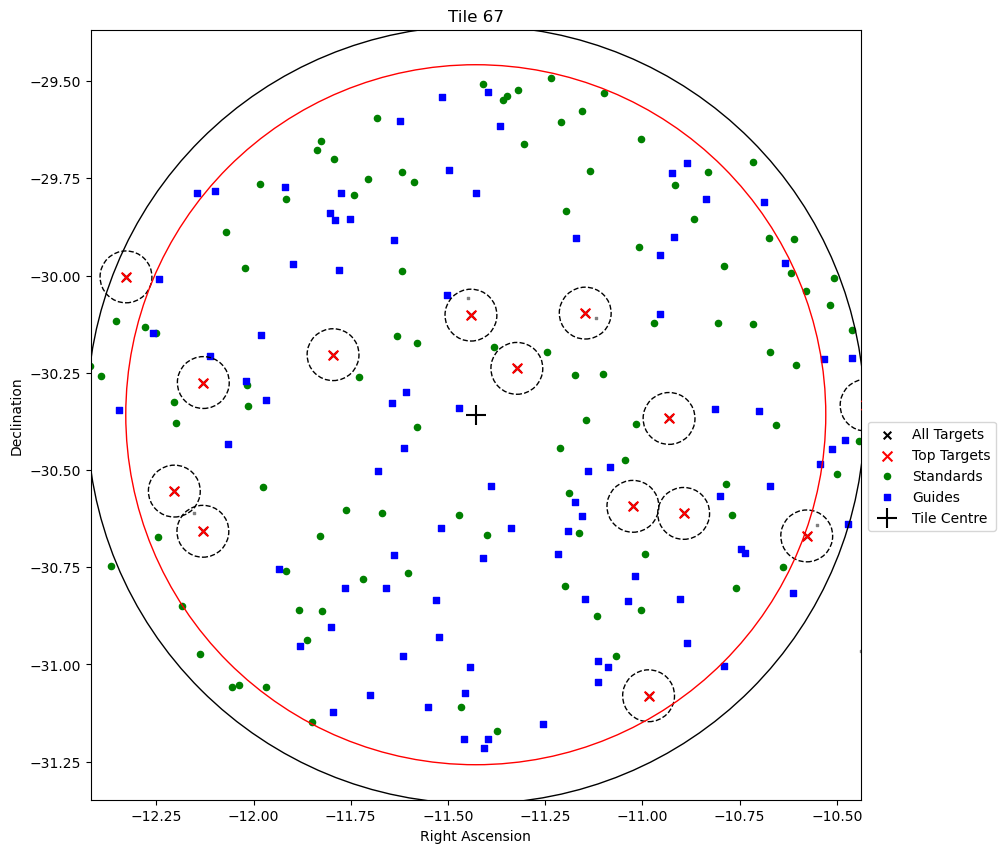 Tile 67
−29.50
−29.75
−30.00
−30.25
−30.50
−30.75
−31.00
−31.25
Declination
−12.25
−12.00
−11.75
−11.50
−11.25
−11.00
−10.75
−10.50
Right Ascension
All Targets
Top Targets
Standards
Guides
Tile Centre